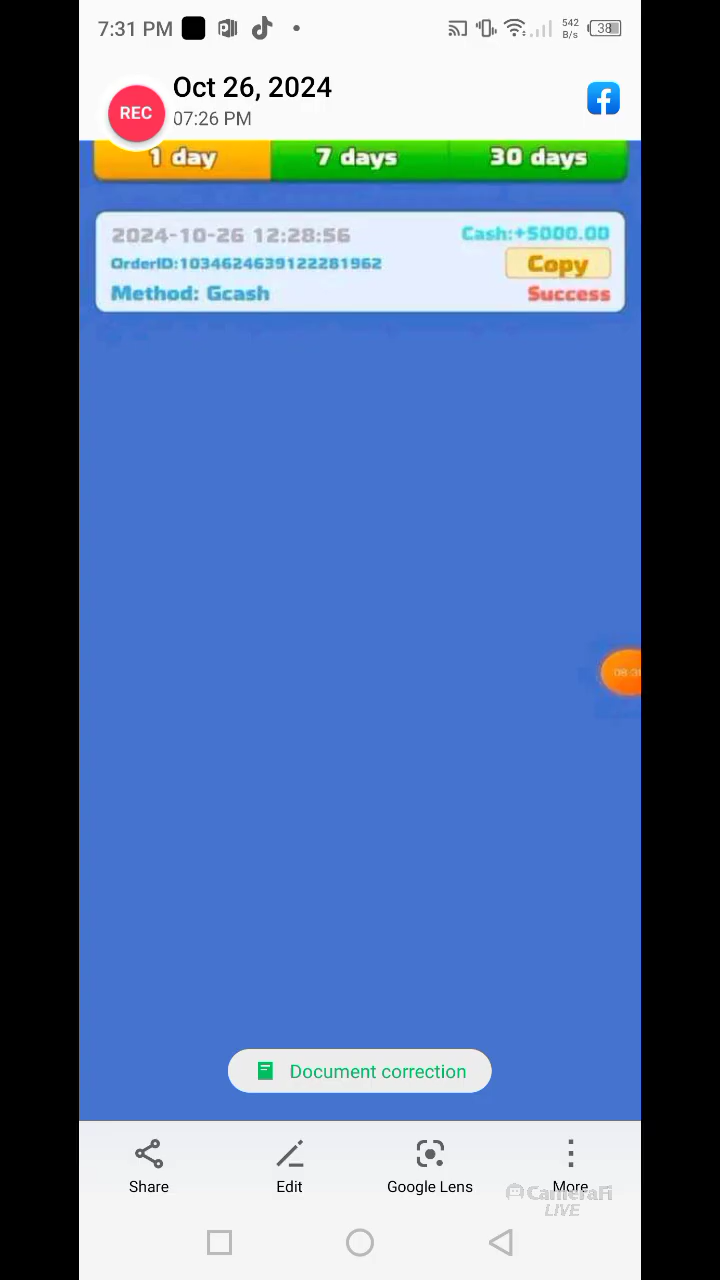 7:31 PM
542
B/s
38
REC
Oct 26, 2024
07:26 PM
1 day
7 days
30 days
2024-10-26 12:28:56
Cash:+5000.00
OrderID:1034624639122281962
Copy
Method: Gcash
Success
Document correction
Share
Edit
Google Lens
More
CameraFi
LIVE